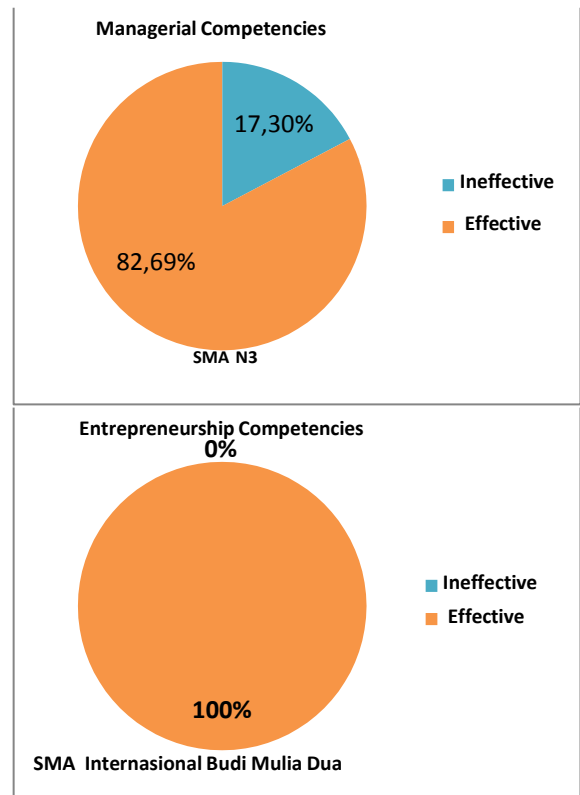 Managerial Competencies
17,30%
Ineffective
Effective
82,69%
SMA N3
Entrepreneurship Competencies
0%
Ineffective
Effective
100%
SMA Internasional Budi Mulia Dua